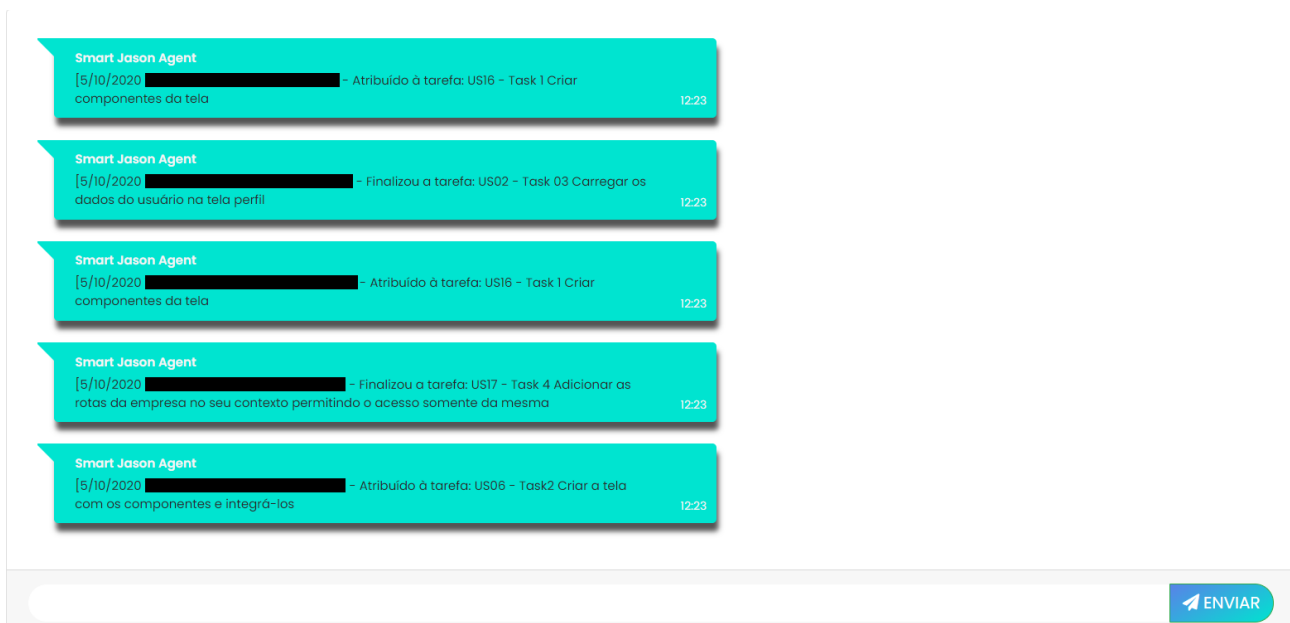 Smart Jason Agent
[5/10/2020 - Atribuído à tarefa: US16 - Task 1 Criar
componentes da tela
12:23
Smart Jason Agent
[5/10/2020 - Finalizou a tarefa: US02 - Task 03 Carregar os
dados do usuário na tela perfil
12:23
Smart Jason Agent
[5/10/2020 - Atribuído à tarefa: US16 - Task 1 Criar
componentes da tela
12:23
Smart Jason Agent
[5/10/2020 - Finalizou a tarefa: US17 - Task 4 Adicionar as
rotas da empresa no seu contexto permitindo o acesso somente da mesma
12:23
Smart Jason Agent
[5/10/2020 - Atribuído à tarefa: US06 - Task2 Criar a tela
com os componentes e integrá-los
12:23
ENVIAR